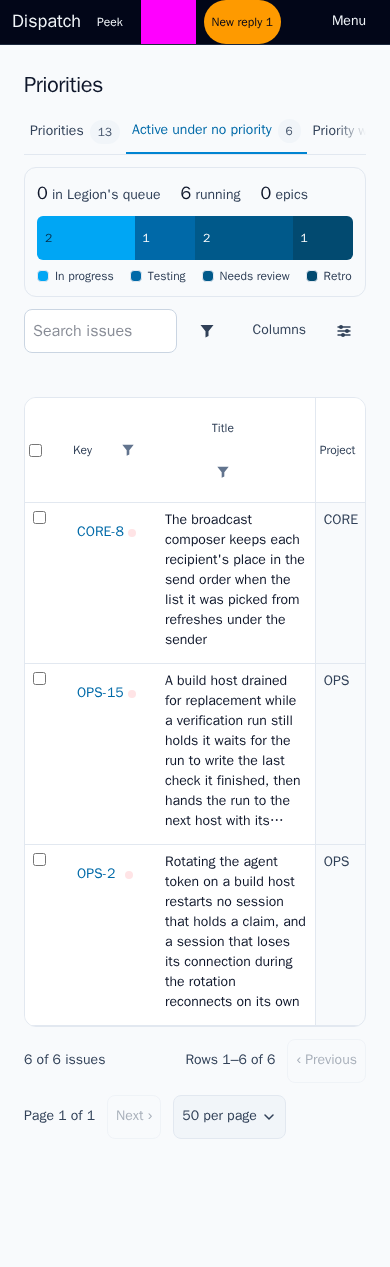 Dispatch Peek New reply 1 Menu
Priorities
Priorities 13 Active under no priority 6 Priority
0 in Legion's queue 6 running 0 epics
2 1 2 1
In progress Testing Needs review Retro
Search issues Columns
Title
Key Project
CORE-8 The broadcast CORE
composer keeps each
recipient's place in the
send order when the
list it was picked from
refreshes under the
sender
OPS-15 A build host drained OPS
for replacement while
a verification run still
holds it waits for the
run to write the last
check it finished, then
hands the run to the
next host with its…
OPS-2 Rotating the agent OPS
token on a build host
restarts no session
that holds a claim, and
a session that loses
its connection during
the rotation
reconnects on its own
6 of 6 issues Rows 1–6 of 6 ‹ Previous
Page 1 of 1 Next › 50 per page